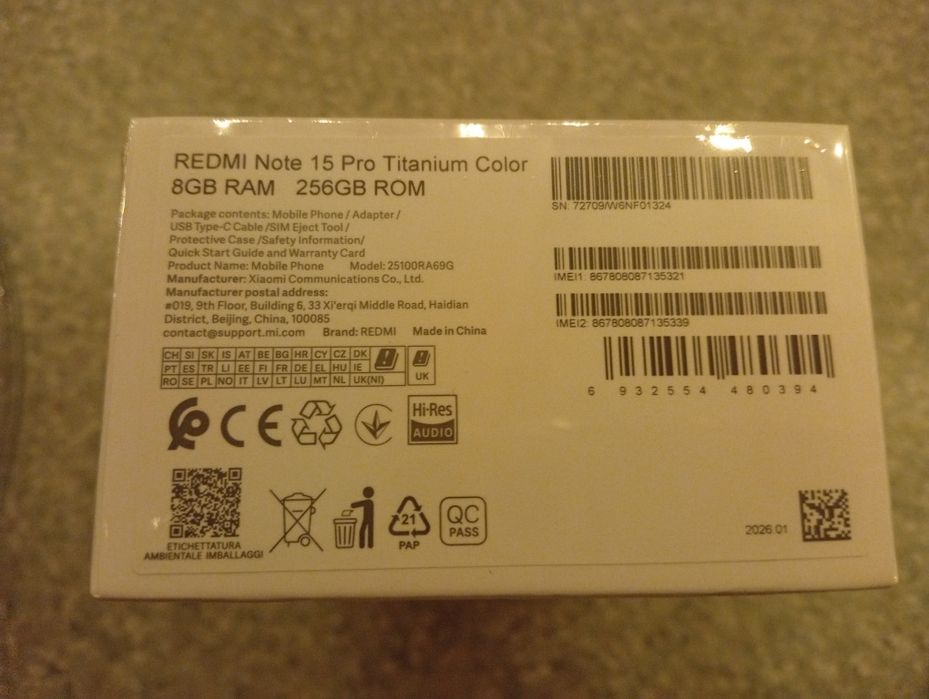 REDMI Note 15 Pro Titanium Color
8GB RAM 256GB ROM
Package contents: Mobile Phone / Adapter /
USB Type-C Cable /SIM Eject Tool /
Protective Case /Safety Information/
Quick Start Guide and Warranty Card
Product Name: Mobile Phone Model: 25100RA69G
Manufacturer: Xiaomi Communications Co., Ltd.
Manufacturer postal address:
#019, 9th Floor, Building 6, 33 Xi'erqi Middle Road, Haidian
District, Beijing, China, 100085
contact@support.mi.com Brand: REDMI Made in China
CH SI SK IS AT BE BG HR CY CZ DK
PT ES TR LI EE FI FR DE EL HU IE
RO SE PL NO IT LV LT LU MT NL UK(NI)
UK
CE
Hi-Res
AUDIO
ETICHETTATURA
AMBIENTALE IMBALLAGGI
21
PAP
QC
PASS
SN: 72709/W6NF01324
IMEI1: 867808087135321
IMEI2: 867808087135339
6 932554 480394
2026.01